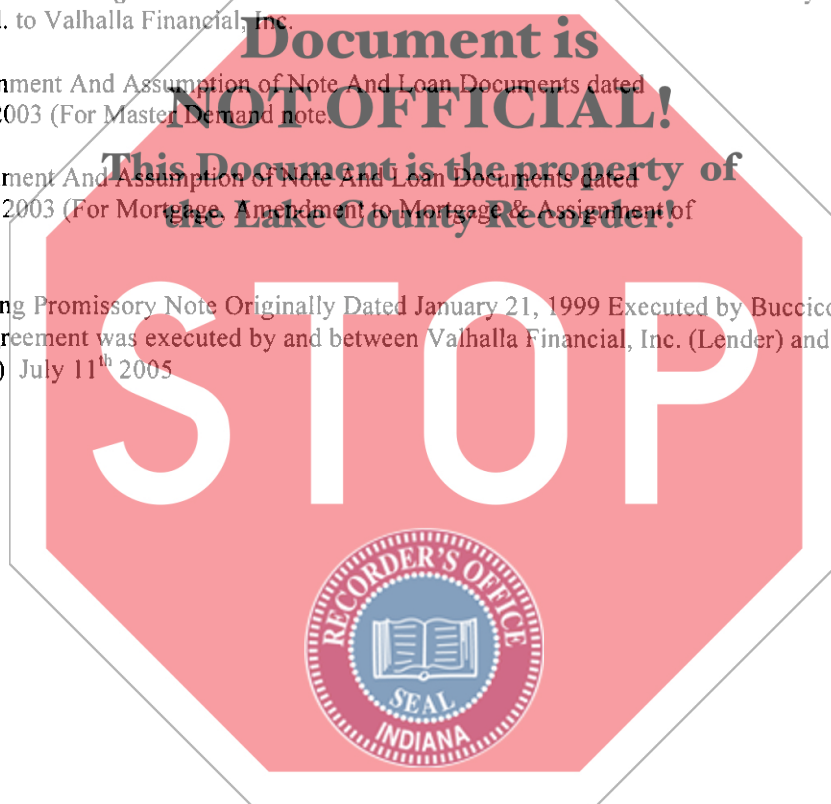 . to Valhalla Financial, Inc.
Document is
nment And Assumption of Note And Loan Documents dated
2003 (For Master Demand note.
NOT OFFICIAL!
This Document is the property of
ment And Assumption of Note And Loan Documents dated
2003 (For Mortgage, Amendment to Mortgage & Assignment of
the Lake County Recorder!
ng Promissory Note Originally Dated January 21, 1999 Executed by Buccico
reement was executed by and between Valhalla Financial, Inc. (Lender) and
) July 11th 2005
STOP
RECORDER'S OFFICE
SEAL
INDIANA